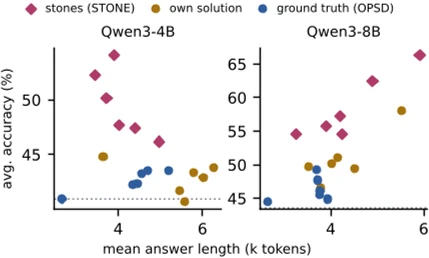 stones (STONE) own solution ground truth (OPSD)
Qwen3-4B Qwen3-8B
avg. accuracy (%)
50
45
65
60
55
50
45
4 6 4 6
mean answer length (k tokens)